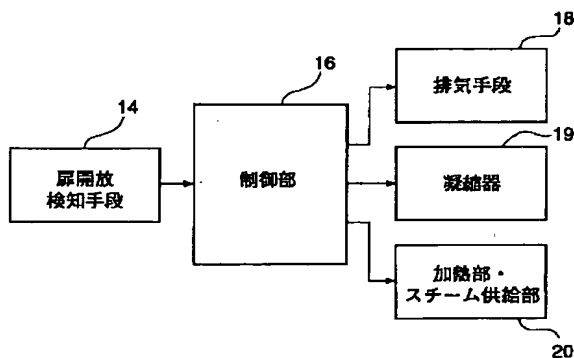 18
16
排気手段
14
19
扉開放
検知手段
制御部
凝縮器
加熱部・
スチーム供給部
20